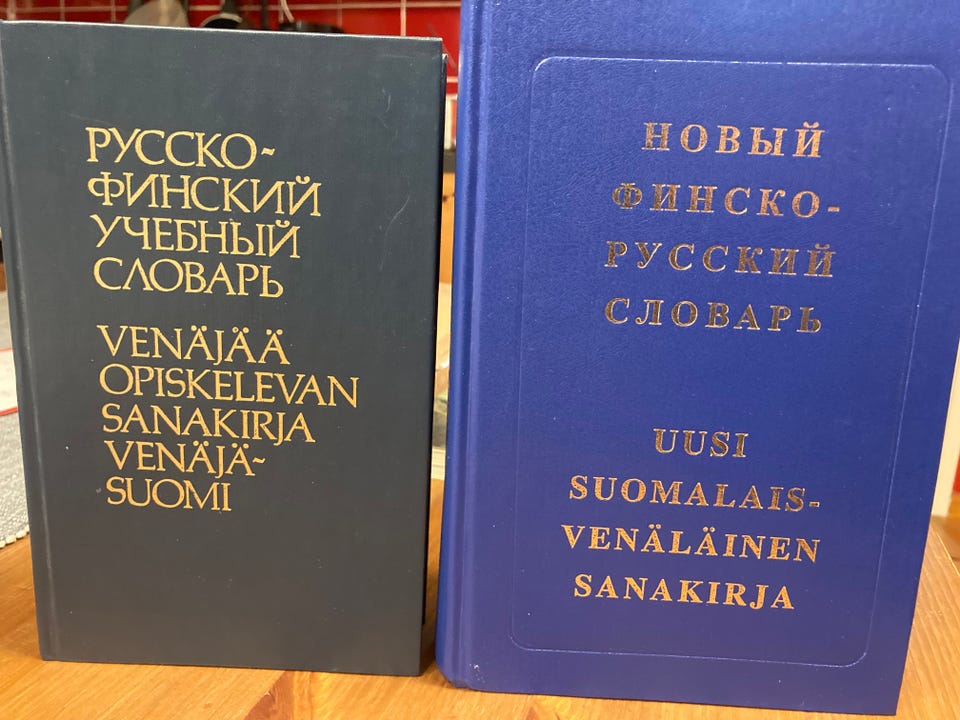 РУССКО-
ФИНСКИЙ
УЧЕБНЫЙ
СЛОВАРЬ
VENÄJÄÄ
OPISKELEVAN
SANAKIRJA
VENÄJÄ-
SUOMI
НОВЫЙ
ФИНСКО-
РУССКИЙ
СЛОВАРЬ
UUSI
SUOMALAIS-
VENÄLÄINEN
SANAKIRJA